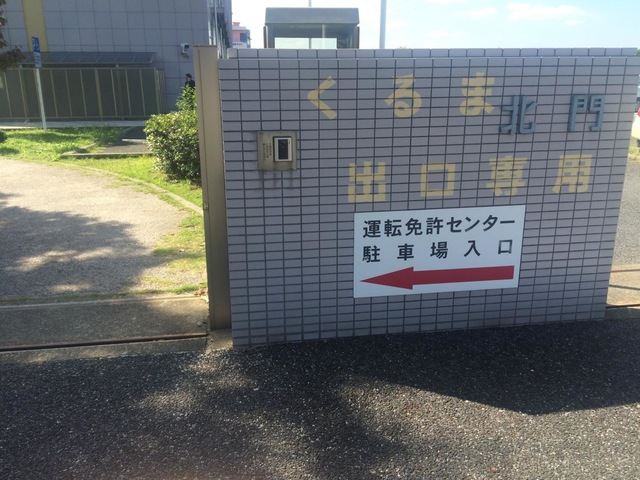 くるま
北門
出口専用
運転免許センター
駐車場入口